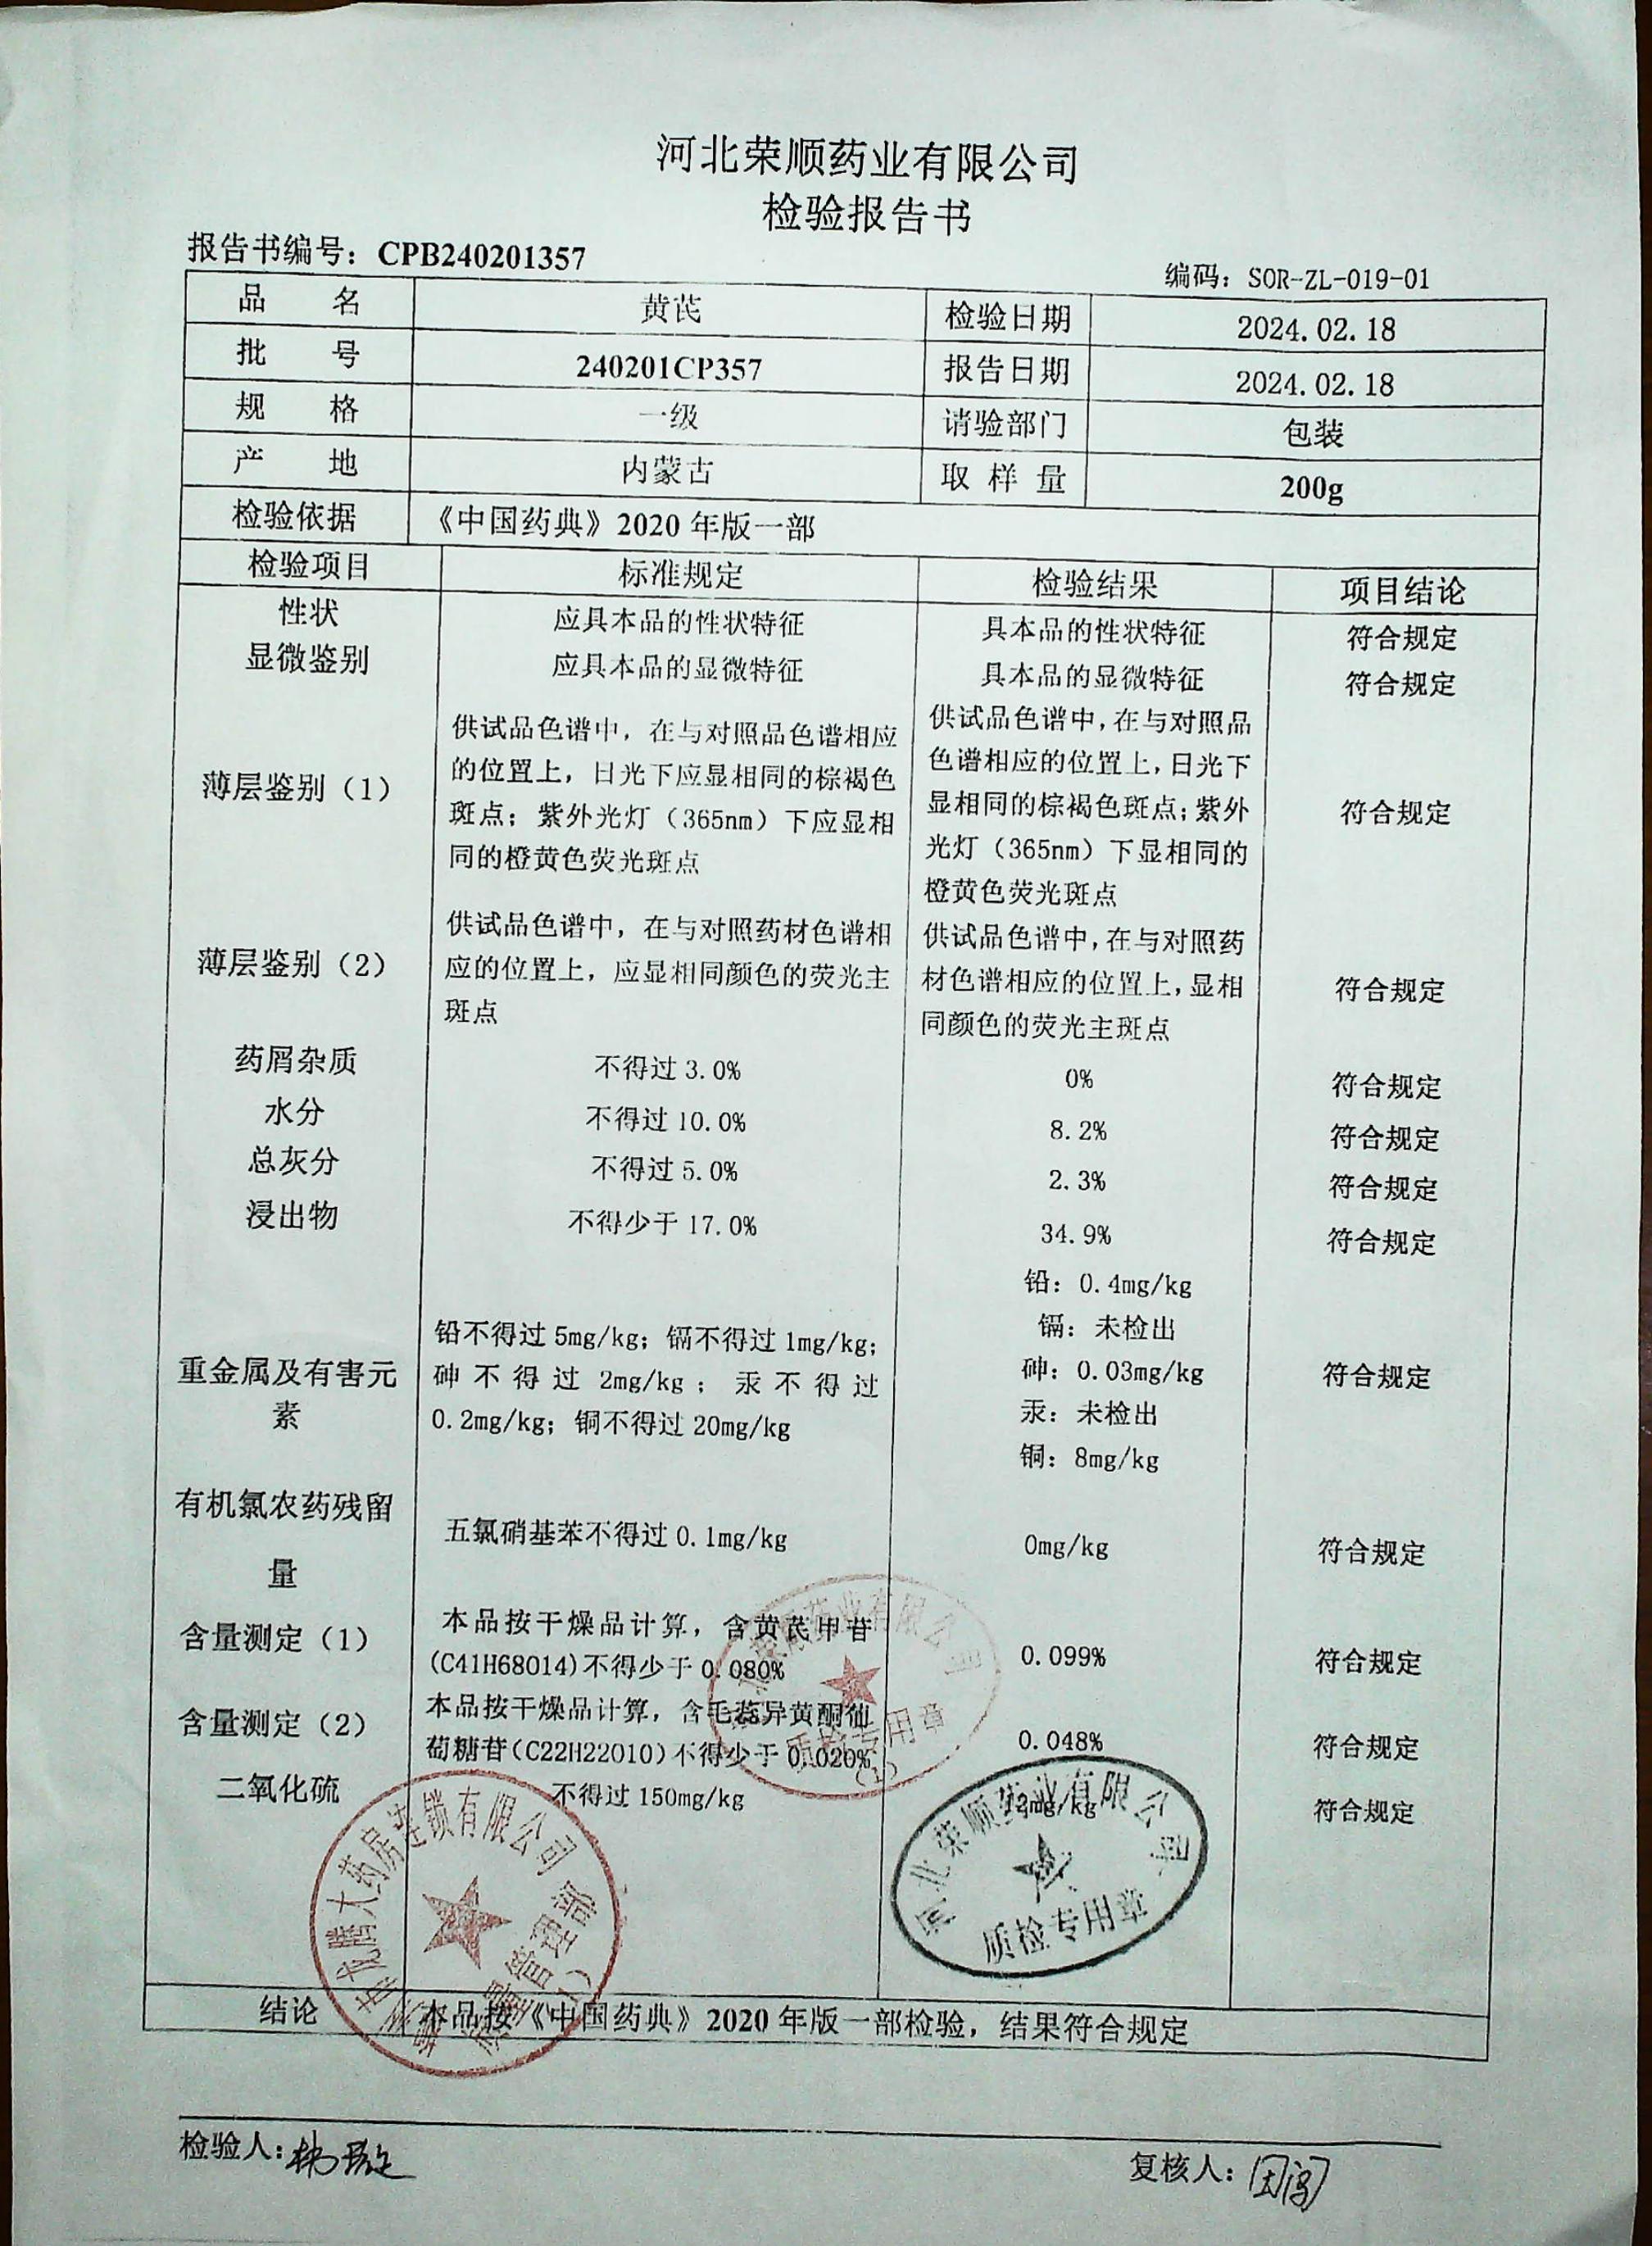 河北荣顺药业有限公司
检验报告书
报告书编号：CPB240201357
编码：SOR-ZL-019-01
品 名 黄芪 检验日期 2024.02.18
批 号 240201CP357 报告日期 2024.02.18
规 格 一级 请验部门 包装
产 地 内蒙古 取样量 200g
检验依据 《中国药典》2020年版一部
检验项目 标准规定 检验结果 项目结论
性状 应具本品的性状特征 具本品的性状特征 符合规定
显微鉴别 应具本品的显微特征 具本品的显微特征 符合规定
薄层鉴别（1）
供试品色谱中，在与对照品色谱相应
的位置上，日光下应显相同的棕褐色
斑点；紫外光灯（365nm）下应显相
同的橙黄色荧光斑点
供试品色谱中，在与对照品
色谱相应的位置上，日光下
显相同的棕褐色斑点；紫外
光灯（365nm）下显相同的
橙黄色荧光斑点
符合规定
薄层鉴别（2）
供试品色谱中，在与对照药材色谱相
应的位置上，应显相同颜色的荧光主
斑点
供试品色谱中，在与对照药
材色谱相应的位置上，显相
同颜色的荧光主斑点
符合规定
药屑杂质 不得过3.0% 0% 符合规定
水分 不得过10.0% 8.2% 符合规定
总灰分 不得过5.0% 2.3% 符合规定
浸出物 不得少于17.0% 34.9% 符合规定
重金属及有害元
素
铅不得过5mg/kg；镉不得过1mg/kg；
砷不得过2mg/kg；汞不得过
0.2mg/kg；铜不得过20mg/kg
铅：0.4mg/kg
镉：未检出
砷：0.03mg/kg
汞：未检出
铜：8mg/kg
符合规定
有机氯农药残留
量
五氯硝基苯不得过0.1mg/kg
0mg/kg
符合规定
含量测定（1）
本品按干燥品计算，含黄芪甲苷
(C41H68O14)不得少于0.080%
0.099%
符合规定
含量测定（2）
本品按干燥品计算，含毛蕊异黄酮葡
萄糖苷(C22H22O10)不得少于0.020%
0.048%
符合规定
二氧化硫 不得过150mg/kg mg/kg 符合规定
药业有限公司
质检专用章
(1)
河北荣顺药业有限公司
质检专用章
大药房连锁有限公司
质量管理部
结论 本品按《中国药典》2020年版一部检验，结果符合规定
检验人：
复核人：